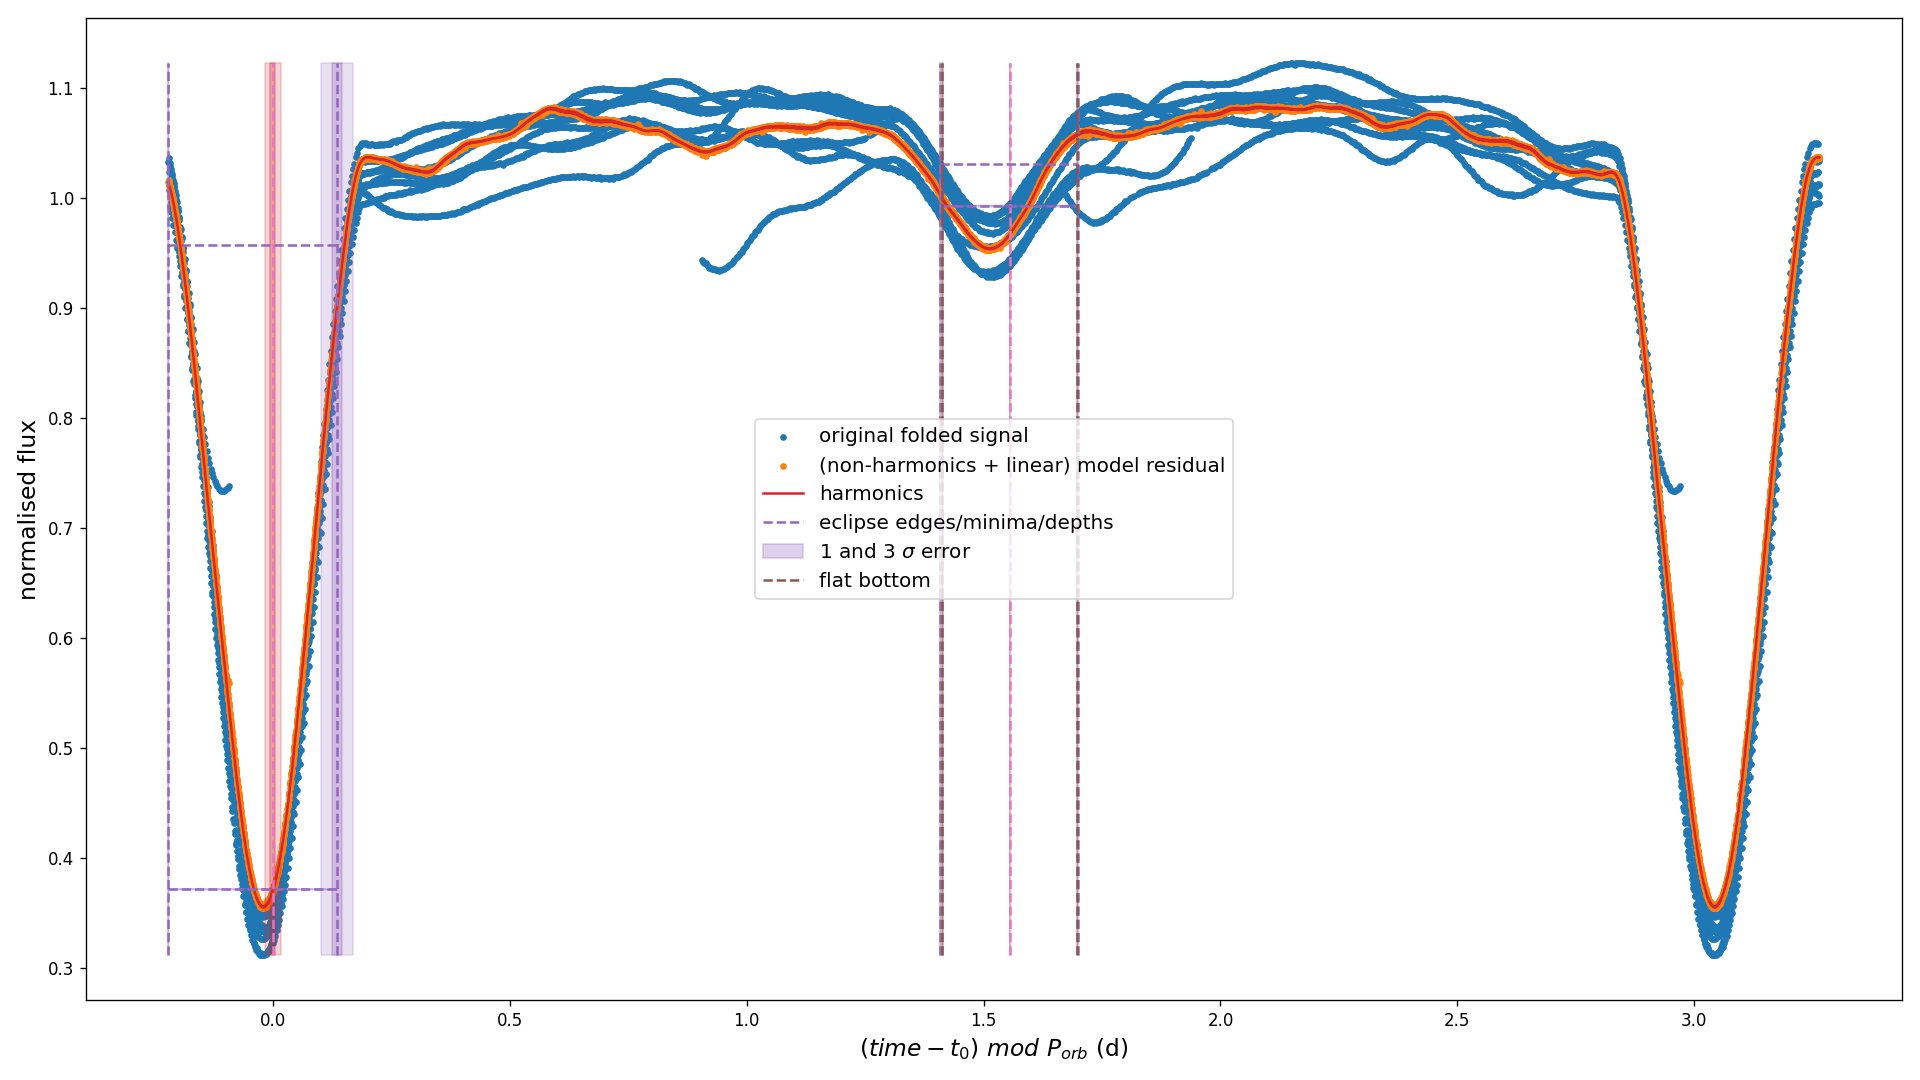 normalised flux
1.1
1.0
0.9
0.8
0.7
0.6
0.5
0.4
0.3
original folded signal
(non-harmonics + linear) model residual
harmonics
eclipse edges/minima/depths
1 and 3 σ error
flat bottom
0.0 0.5 1.0 1.5 2.0 2.5 3.0
(time − t₀) mod P_orb (d)